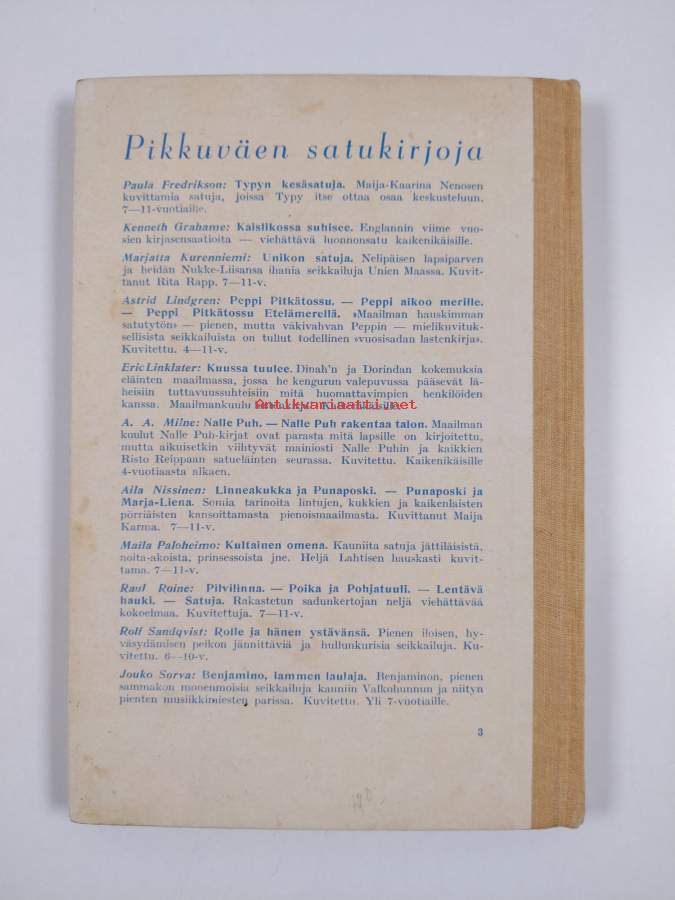 Pikkuväen satukirjoja
Paula Fredrikson: Typyn kesäsatuja. Maija-Kaarina Nenosen
kuvittamia satuja, joissa Typy itse ottaa osaa keskusteluun.
7—11-vuotiaille.
Kenneth Grahame: Kaislikossa suhisee. Englannin viime vuo-
sien kirjasensaatioita — viehättävä luonnonsatu kaikenikäisille.
Marjatta Kurenniemi: Unikon satuja. Nelipäisen lapsiparven
ja heidän Nukke-Liisansa ihania seikkailuja Unien Maassa. Kuvit-
tanut Rita Rapp. 7—11-v.
Astrid Lindgren: Peppi Pitkätossu. — Peppi aikoo merille.
— Peppi Pitkätossu Etelämerellä. »Maailman hauskimman
satutytön» — pienen, mutta väkivahvan Peppin — mielikuvituk-
sellisista seikkailuista on tullut todellinen »vuosisadan lastenkirja».
Kuvitettu. 4—11-v.
Eric Linklater: Kuussa tuulee. Dinah'n ja Dorindan kokemuksia
eläinten maailmassa, jossa he kengurun valepuvussa pääsevät lä-
heisiin tuttavuussuhteisiin mitä huomattavimpien henkilöiden
kanssa. Maailmankuulu
Antikvariaatti.net
A. A. Milne: Nalle Puh. — Nalle Puh rakentaa talon. Maailman
kuulut Nalle Puh-kirjat ovat parasta mitä lapsille on kirjoitettu,
mutta aikuisetkin viihtyvät mainiosti Nalle Puhin ja kaikkien
Risto Reippaan satueläinten seurassa. Kuvitettu. Kaikenikäisille
4-vuotiaasta alkaen.
Aila Nissinen: Linneakukka ja Punaposki. — Punaposki ja
Marja-Liena. Somia tarinoita lintujen, kukkien ja kaikenlaisten
pörriäisten kansoittamasta pienoismaailmasta. Kuvittanut Maija
Karma. 7—11-v.
Maila Paloheimo: Kultainen omena. Kauniita satuja jättiläisistä,
noita-akoista, prinsessoista jne. Heljä Lahtisen hauskasti kuvit-
tama. 7—11-v.
Raul Roine: Pilvilinna. — Poika ja Pohjatuuli. — Lentävä
hauki. — Satuja. Rakastetun sadunkertojan neljä viehättävää
kokoelmaa. Kuvitettuja. 7—11-v.
Rolf Sandqvist: Rolle ja hänen ystävänsä. Pienen iloisen, hy-
väsydämisen peikon jännittäviä ja hullunkurisia seikkailuja. Ku-
vitettu. 6—10-v.
Jouko Sorva: Benjamino, lammen laulaja. Benjaminon, pienen
sammakon monenmoisia seikkailuja kauniin Valkohunnun ja niityn
pienten musiikkimiesten parissa. Kuvitettu. Yli 7-vuotiaille.
3